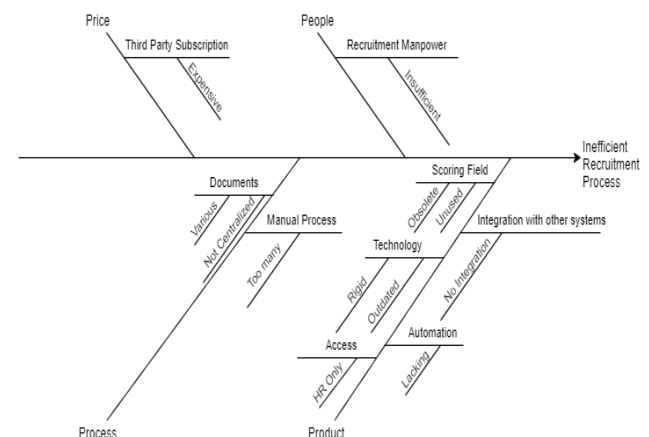 Price
People
Third Party Subscription
Recruitment Manpower
Expensive
Insufficient
Inefficient
Recruitment
Process
Scoring Field
Documents
Obsolete
Unused
Various
Not Centralized
Manual Process
Integration with other systems
Technology
Too many
No Integration
Rigid
Outdated
Automation
Access
HR Only
Lacking
Process
Product